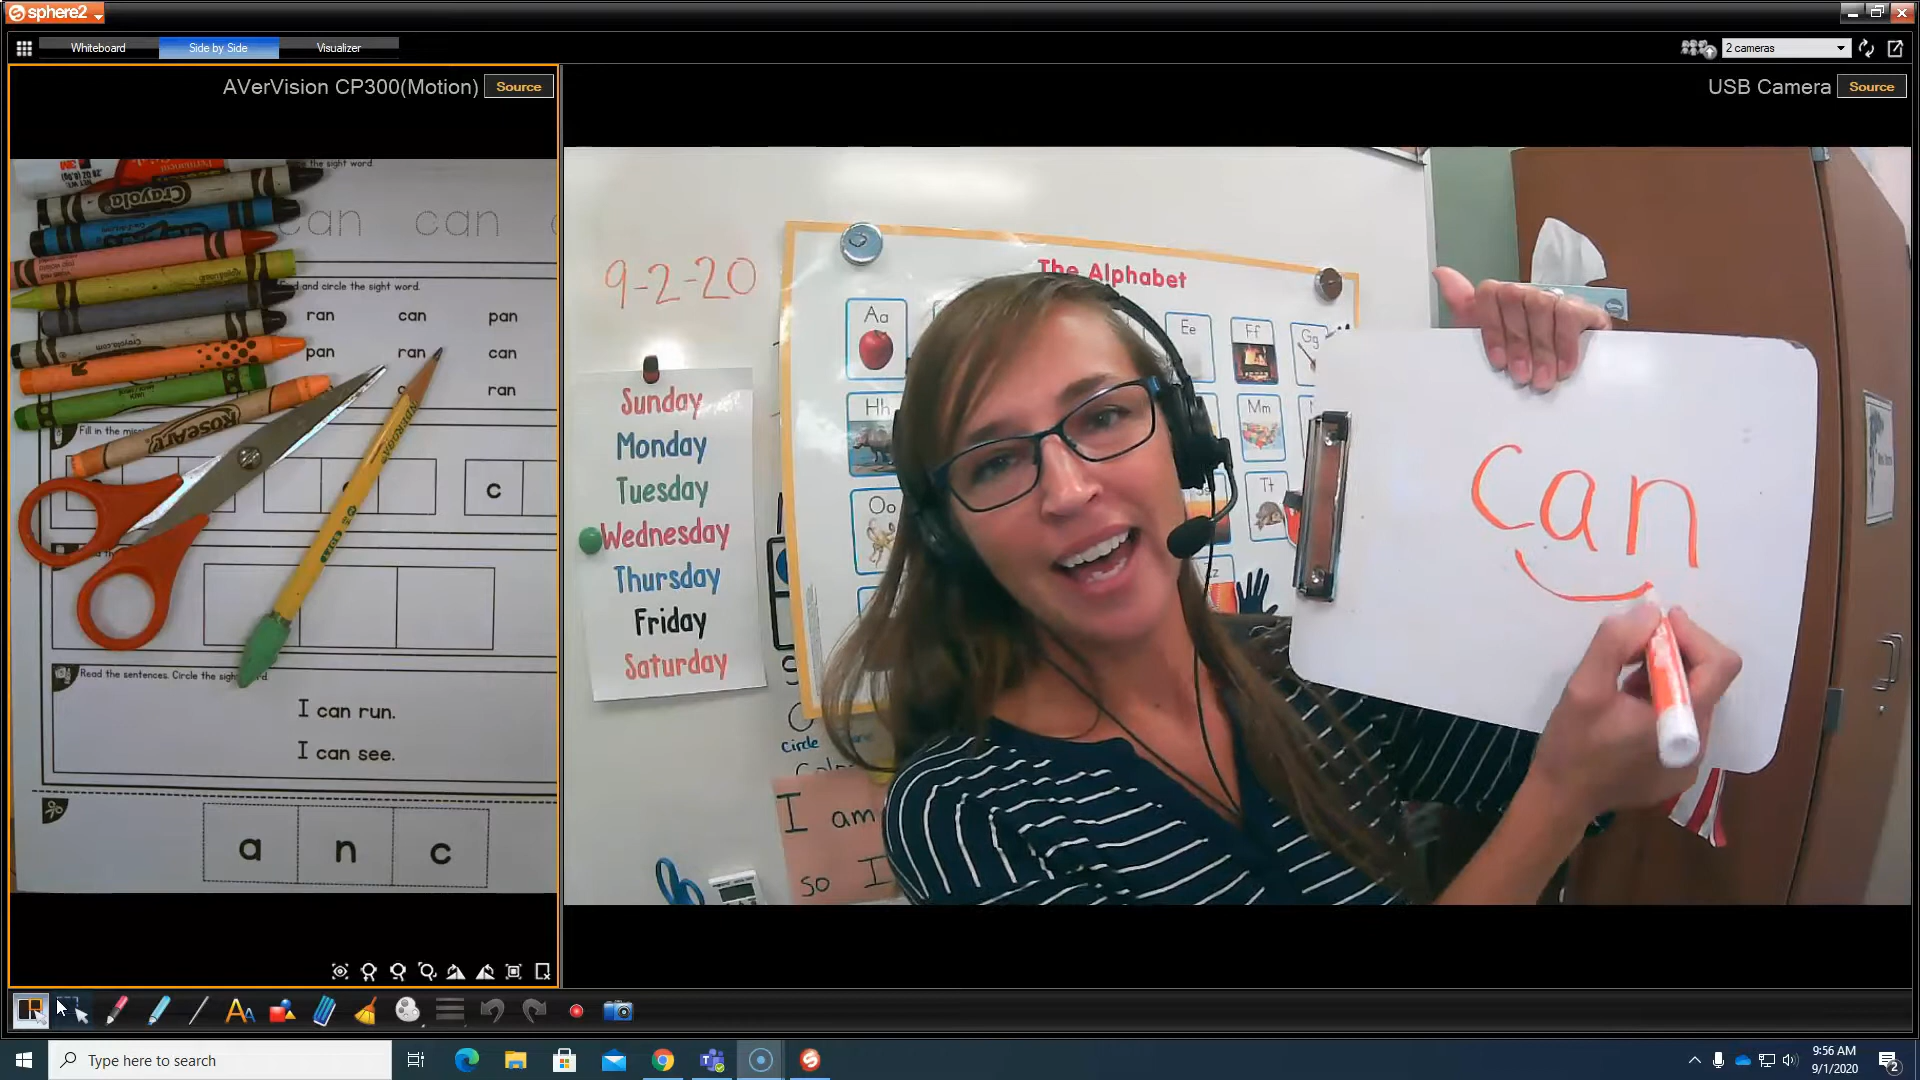 sphere2
Whiteboard
Side by Side
Visualizer
2 cameras
AVerVision CP300(Motion)
Source
USB Camera
Source
the sight word.
Crayola
can can
and circle the sight word.
ran can pan
pan ran can
ran
RoseArt
Fill in the
c
Read the sentences. Circle the sight word.
I can run.
I can see.
a n c
9-2-20
Sunday
Monday
Tuesday
Wednesday
Thursday
Friday
Saturday
The Alphabet
Aa
Ee
Ff
Gg
Hh
Mm
Oo
Tt
circle
I am
so I
can
Type here to search
9:56 AM
9/1/2020
2